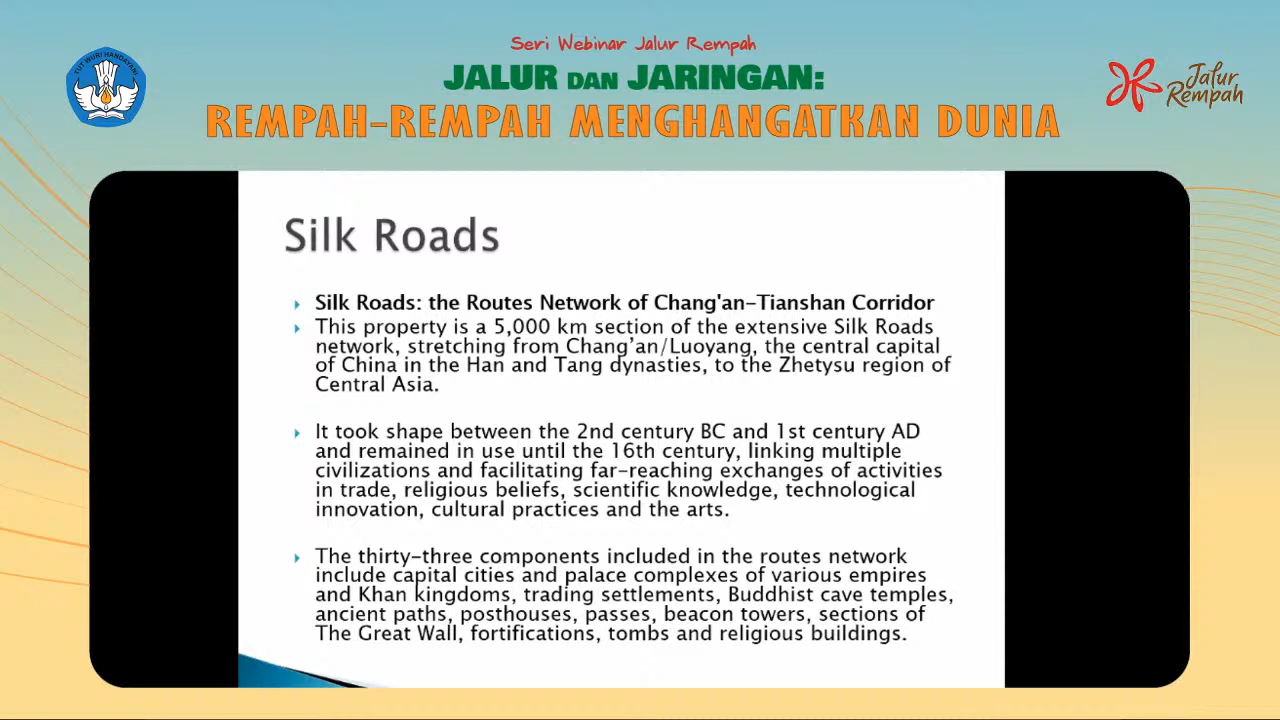 Seri Webinar Jalur Rempah
JALUR DAN JARINGAN:
REMPAH-REMPAH MENGHANGATKAN DUNIA
TUT WURI HANDAYANI
Jalur
Rempah
Silk Roads
Silk Roads: the Routes Network of Chang'an-Tianshan Corridor
This property is a 5,000 km section of the extensive Silk Roads
network, stretching from Chang’an/Luoyang, the central capital
of China in the Han and Tang dynasties, to the Zhetysu region of
Central Asia.
It took shape between the 2nd century BC and 1st century AD
and remained in use until the 16th century, linking multiple
civilizations and facilitating far-reaching exchanges of activities
in trade, religious beliefs, scientific knowledge, technological
innovation, cultural practices and the arts.
The thirty-three components included in the routes network
include capital cities and palace complexes of various empires
and Khan kingdoms, trading settlements, Buddhist cave temples,
ancient paths, posthouses, passes, beacon towers, sections of
The Great Wall, fortifications, tombs and religious buildings.